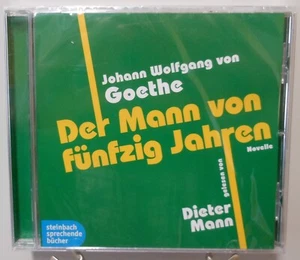 Johann Wolfgang von
Goethe
Der Mann von
fünfzig Jahren
Novelle
gelesen von
Dieter
Mann
steinbach
sprechende
bücher